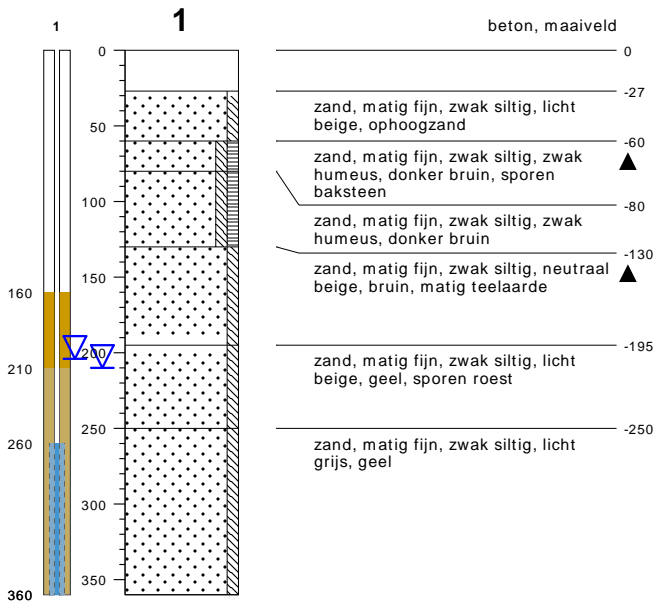 1
1
beton, maaiveld
0
0
-27
zand, matig fijn, zwak siltig, licht
beige, ophoogzand
50
-60
zand, matig fijn, zwak siltig, zwak
humeus, donker bruin, sporen
baksteen
100
-80
zand, matig fijn, zwak siltig, zwak
humeus, donker bruin
-130
zand, matig fijn, zwak siltig, neutraal
beige, bruin, matig teelaarde
150
160
200
-195
210
zand, matig fijn, zwak siltig, licht
beige, geel, sporen roest
250
-250
260
zand, matig fijn, zwak siltig, licht
grijs, geel
300
350
360